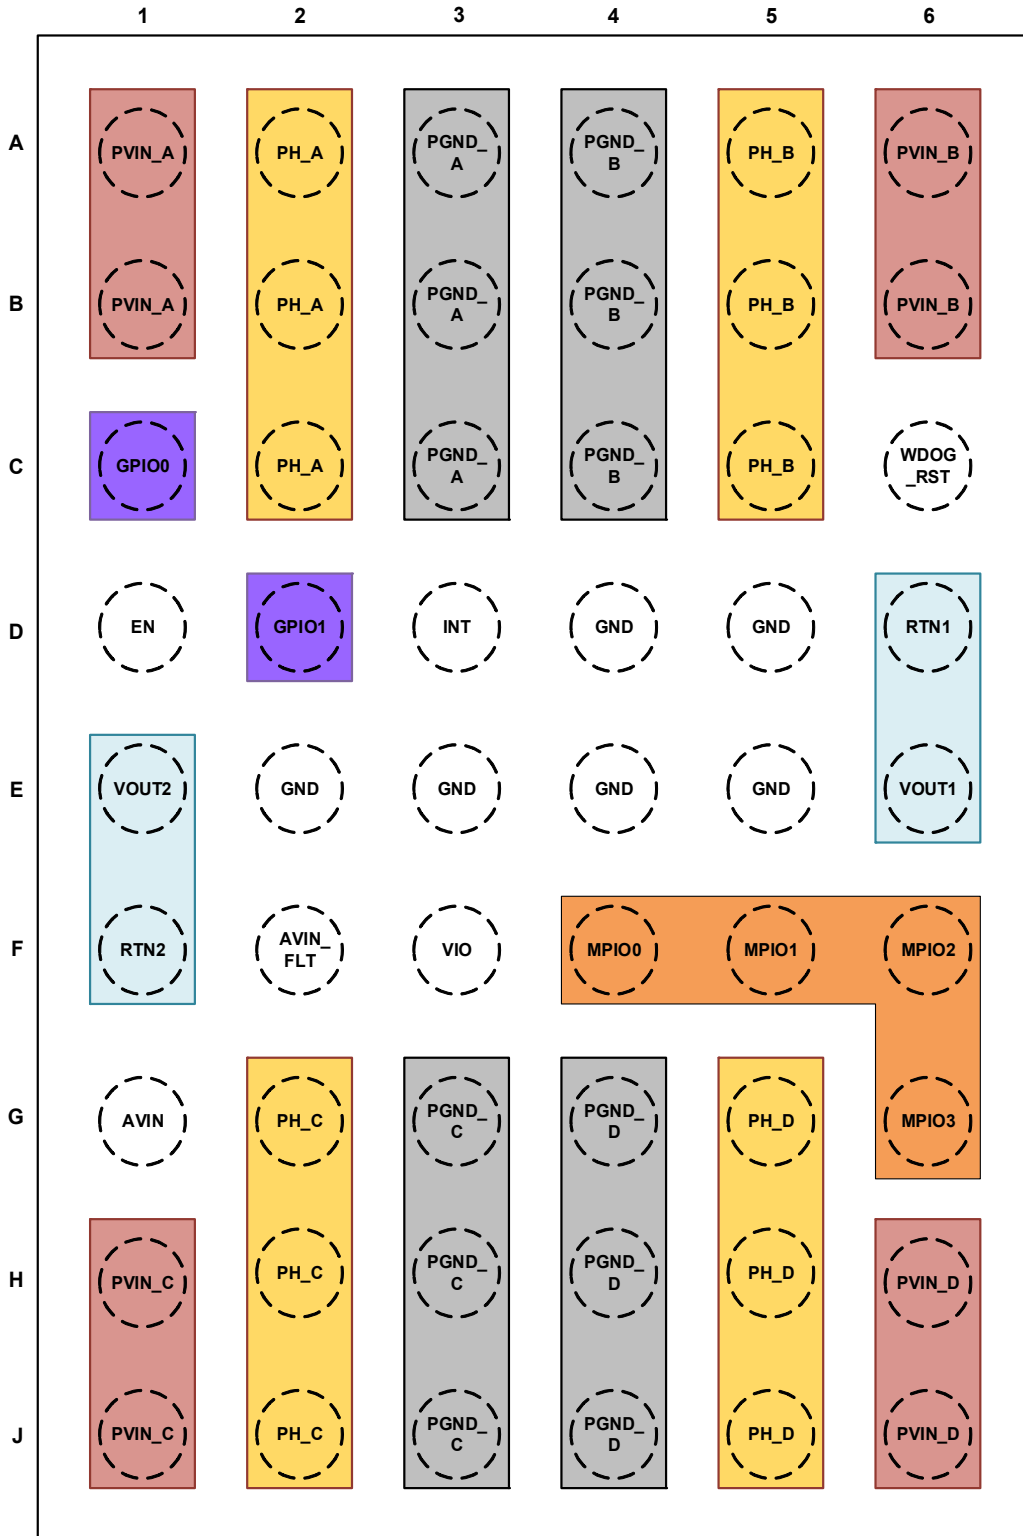 1 2 3 4 5 6
A PVIN_A PH_A PGND_ PGND_ PH_B PVIN_B
A B
B PVIN_A PH_A PGND_ PGND_ PH_B PVIN_B
A B
C GPIO0 PH_A PGND_ PGND_ PH_B WDOG
A B _RST
D EN GPIO1 INT GND GND RTN1
E VOUT2 GND GND GND GND VOUT1
F RTN2 AVIN_ VIO MPIO0 MPIO1 MPIO2
FLT
G AVIN PH_C PGND_ PGND_ PH_D MPIO3
C D
H PVIN_C PH_C PGND_ PGND_ PH_D PVIN_D
C D
J PVIN_C PH_C PGND_ PGND_ PH_D PVIN_D
C D